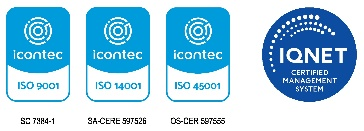 icontec icontec icontec
ISO 9001 ISO 14001 ISO 45001
SC 7384-1 SA-CERE 597526 OS-CER 597555
IQNET
CERTIFIED
MANAGEMENT
SYSTEM